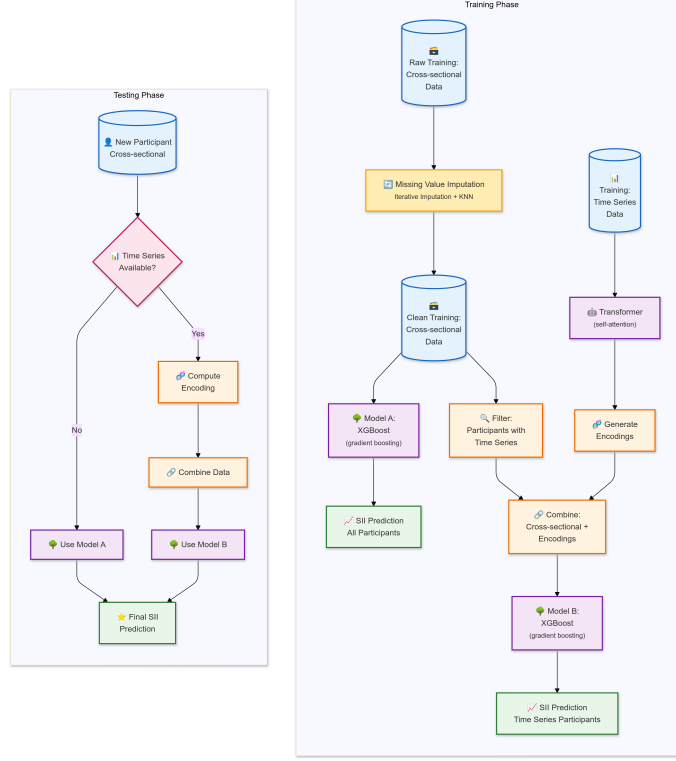 Testing Phase
New Participant
Cross-sectional
Time Series
Available?
Yes
No
Compute
Encoding
Combine Data
Use Model A
Use Model B
Final SII
Prediction
Training Phase
Raw Training:
Cross-sectional
Data
Missing Value Imputation
Iterative Imputation + KNN
Training:
Time Series
Data
Clean Training:
Cross-sectional
Data
Transformer
(self-attention)
Model A:
XGBoost
(gradient boosting)
Filter:
Participants with
Time Series
Generate
Encodings
SII Prediction
All Participants
Combine:
Cross-sectional +
Encodings
Model B:
XGBoost
(gradient boosting)
SII Prediction
Time Series Participants